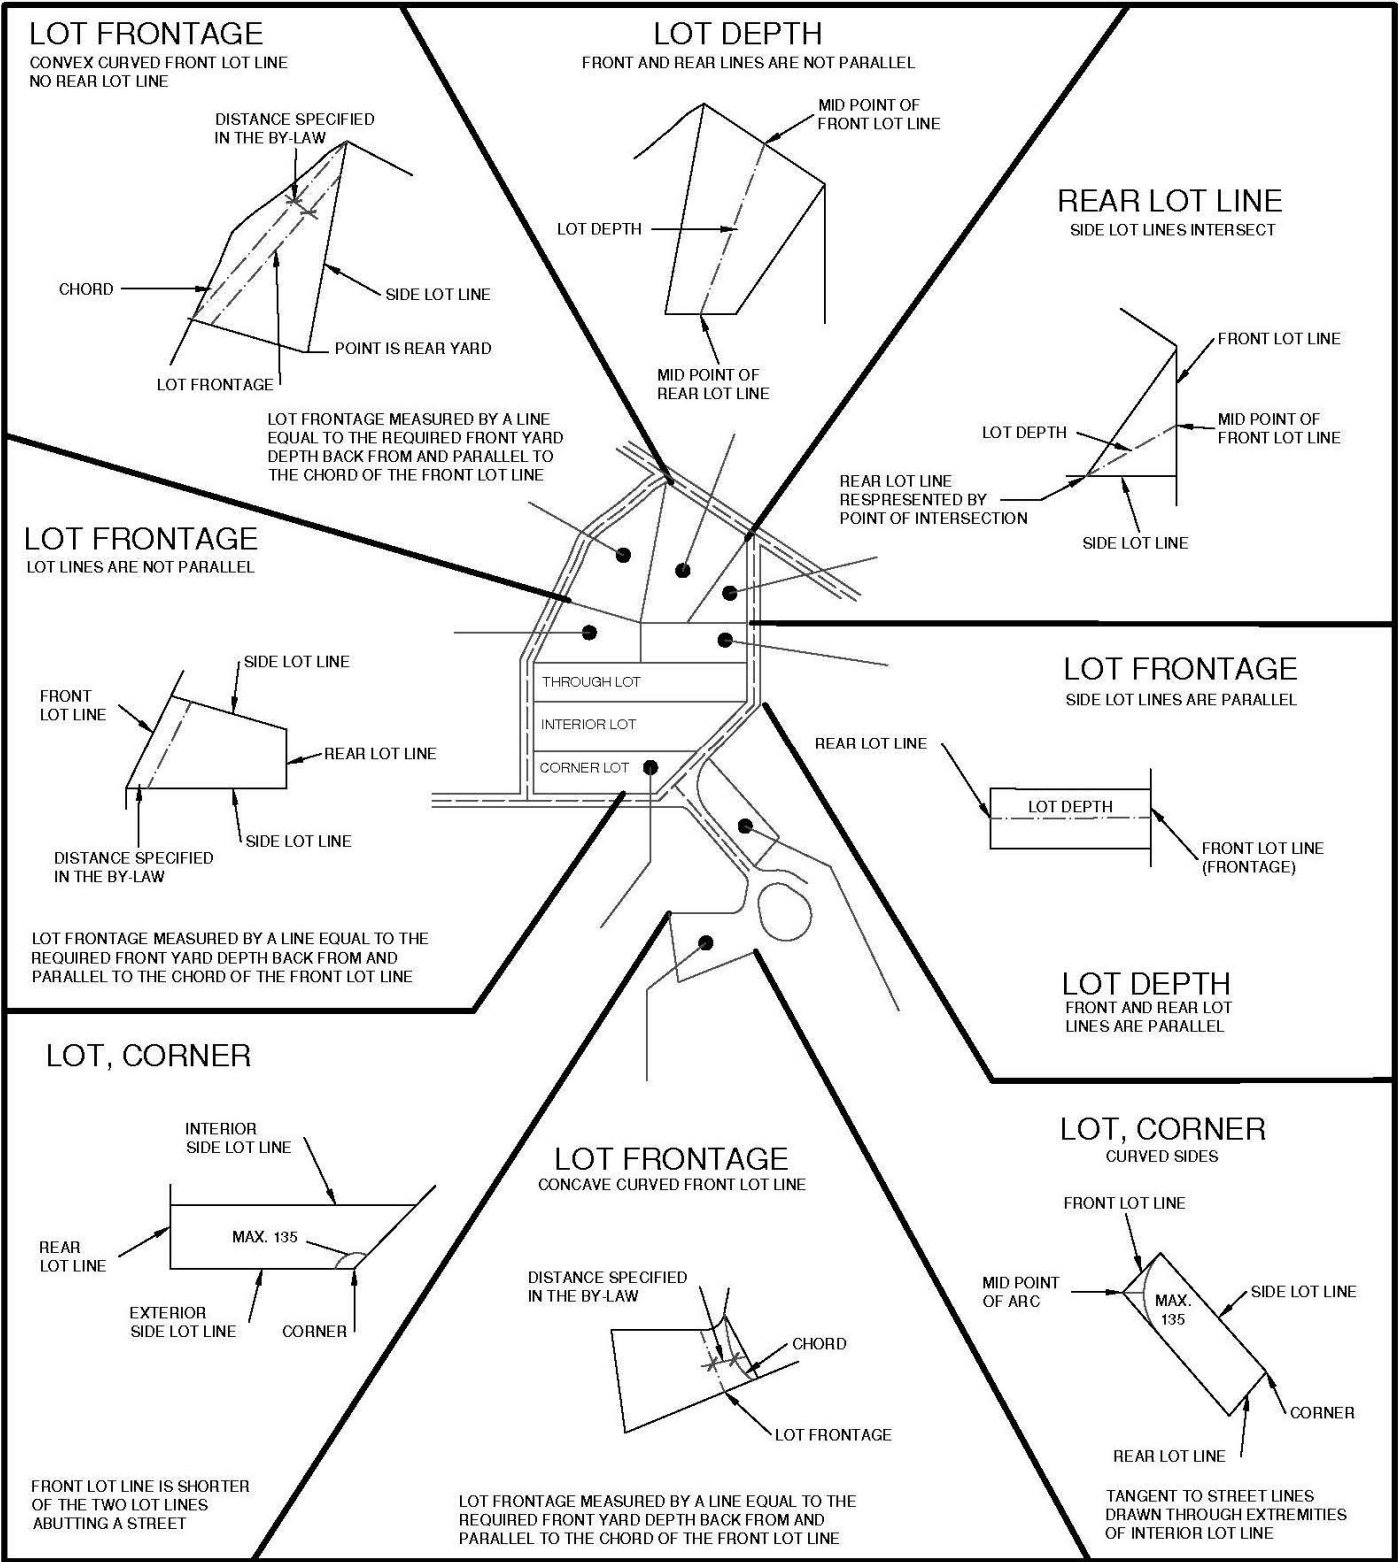 LOT FRONTAGE
CONVEX CURVED FRONT LOT LINE
NO REAR LOT LINE
DISTANCE SPECIFIED
IN THE BY-LAW
CHORD
SIDE LOT LINE
POINT IS REAR YARD
LOT FRONTAGE
LOT FRONTAGE MEASURED BY A LINE
EQUAL TO THE REQUIRED FRONT YARD
DEPTH BACK FROM AND PARALLEL TO
THE CHORD OF THE FRONT LOT LINE
LOT DEPTH
FRONT AND REAR LINES ARE NOT PARALLEL
MID POINT OF
FRONT LOT LINE
LOT DEPTH
MID POINT OF
REAR LOT LINE
REAR LOT LINE
SIDE LOT LINES INTERSECT
FRONT LOT LINE
MID POINT OF
FRONT LOT LINE
LOT DEPTH
REAR LOT LINE
RESPRESENTED BY
POINT OF INTERSECTION
SIDE LOT LINE
LOT FRONTAGE
LOT LINES ARE NOT PARALLEL
SIDE LOT LINE
FRONT
LOT LINE
REAR LOT LINE
SIDE LOT LINE
DISTANCE SPECIFIED
IN THE BY-LAW
LOT FRONTAGE MEASURED BY A LINE EQUAL TO THE
REQUIRED FRONT YARD DEPTH BACK FROM AND
PARALLEL TO THE CHORD OF THE FRONT LOT LINE
THROUGH LOT
INTERIOR LOT
CORNER LOT
LOT FRONTAGE
SIDE LOT LINES ARE PARALLEL
REAR LOT LINE
LOT DEPTH
FRONT LOT LINE
(FRONTAGE)
LOT DEPTH
FRONT AND REAR LOT
LINES ARE PARALLEL
LOT, CORNER
INTERIOR
SIDE LOT LINE
MAX. 135
REAR
LOT LINE
EXTERIOR
SIDE LOT LINE
CORNER
FRONT LOT LINE IS SHORTER
OF THE TWO LOT LINES
ABUTTING A STREET
LOT FRONTAGE
CONCAVE CURVED FRONT LOT LINE
DISTANCE SPECIFIED
IN THE BY-LAW
CHORD
LOT FRONTAGE
LOT FRONTAGE MEASURED BY A LINE EQUAL TO THE
REQUIRED FRONT YARD DEPTH BACK FROM AND
PARALLEL TO THE CHORD OF THE FRONT LOT LINE
LOT, CORNER
CURVED SIDES
FRONT LOT LINE
MID POINT
OF ARC
MAX.
135
SIDE LOT LINE
CORNER
REAR LOT LINE
TANGENT TO STREET LINES
DRAWN THROUGH EXTREMITIES
OF INTERIOR LOT LINE